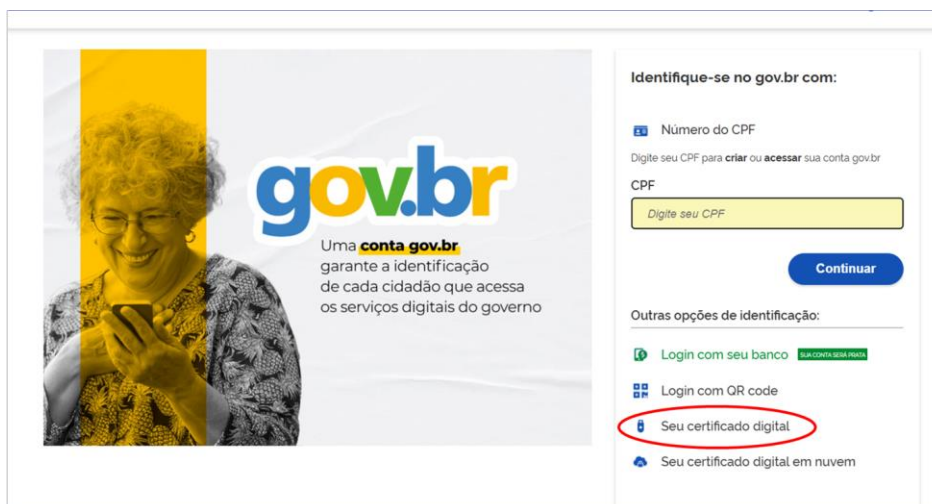 gov.br
Uma conta gov.br
garante a identificação
de cada cidadão que acessa
os serviços digitais do governo
Identifique-se no gov.br com:
Número do CPF
Digite seu CPF para criar ou acessar sua conta gov.br
CPF
Digite seu CPF
Continuar
Outras opções de identificação:
Login com seu banco SUA CONTA SERÁ PRATA
Login com QR code
Seu certificado digital
Seu certificado digital em nuvem